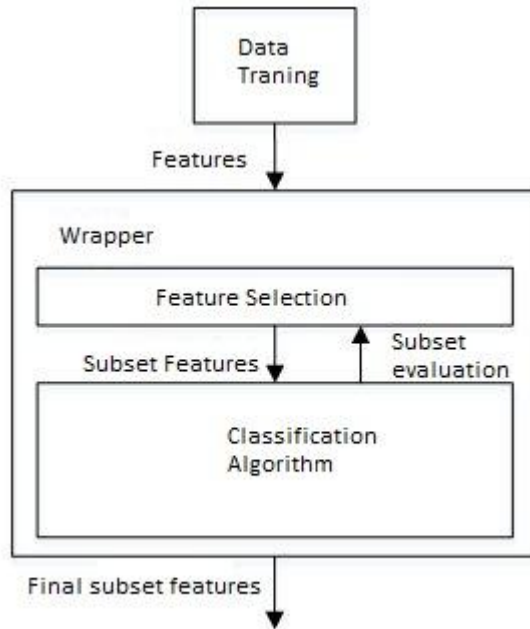 Data
Traning
Features
Wrapper
Feature Selection
Subset Features
Subset
evaluation
Classification
Algorithm
Final subset features